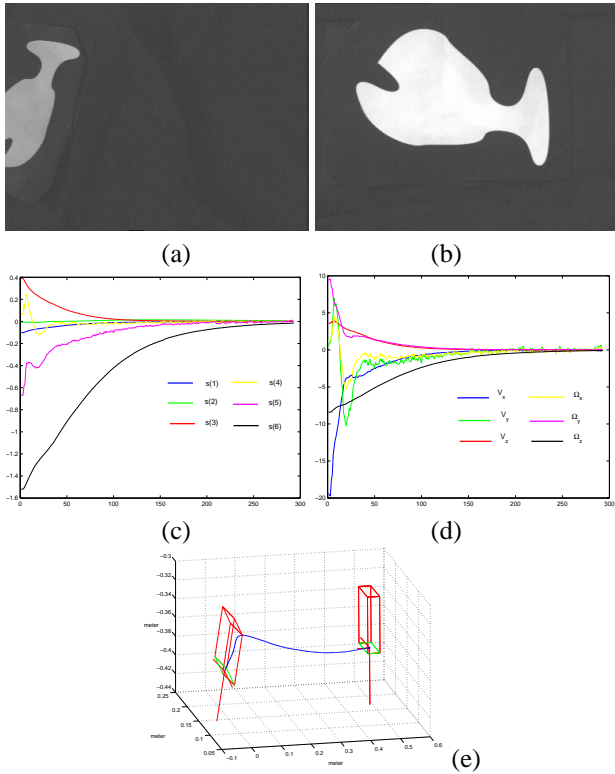 (a) (b)
0.4
0.2
0
−0.2
−0.4
−0.6
−0.8
−1
−1.2
−1.4
−1.6
0 50 100 150 200 250 300
s(1) s(4)
s(2) s(5)
s(3) s(6)
(c)
10
5
0
−5
−10
−15
−20
0 50 100 150 200 250 300
V_x Ω_x
V_y Ω_y
V_z Ω_z
(d)
−0.3
−0.32
−0.34
−0.36
−0.38
−0.4
−0.42
−0.44
meter
0.25
0.2
0.15
0.1
0.05
meter
−0.1 0 0.1 0.2 0.3 0.4 0.5 0.6
meter
(e)